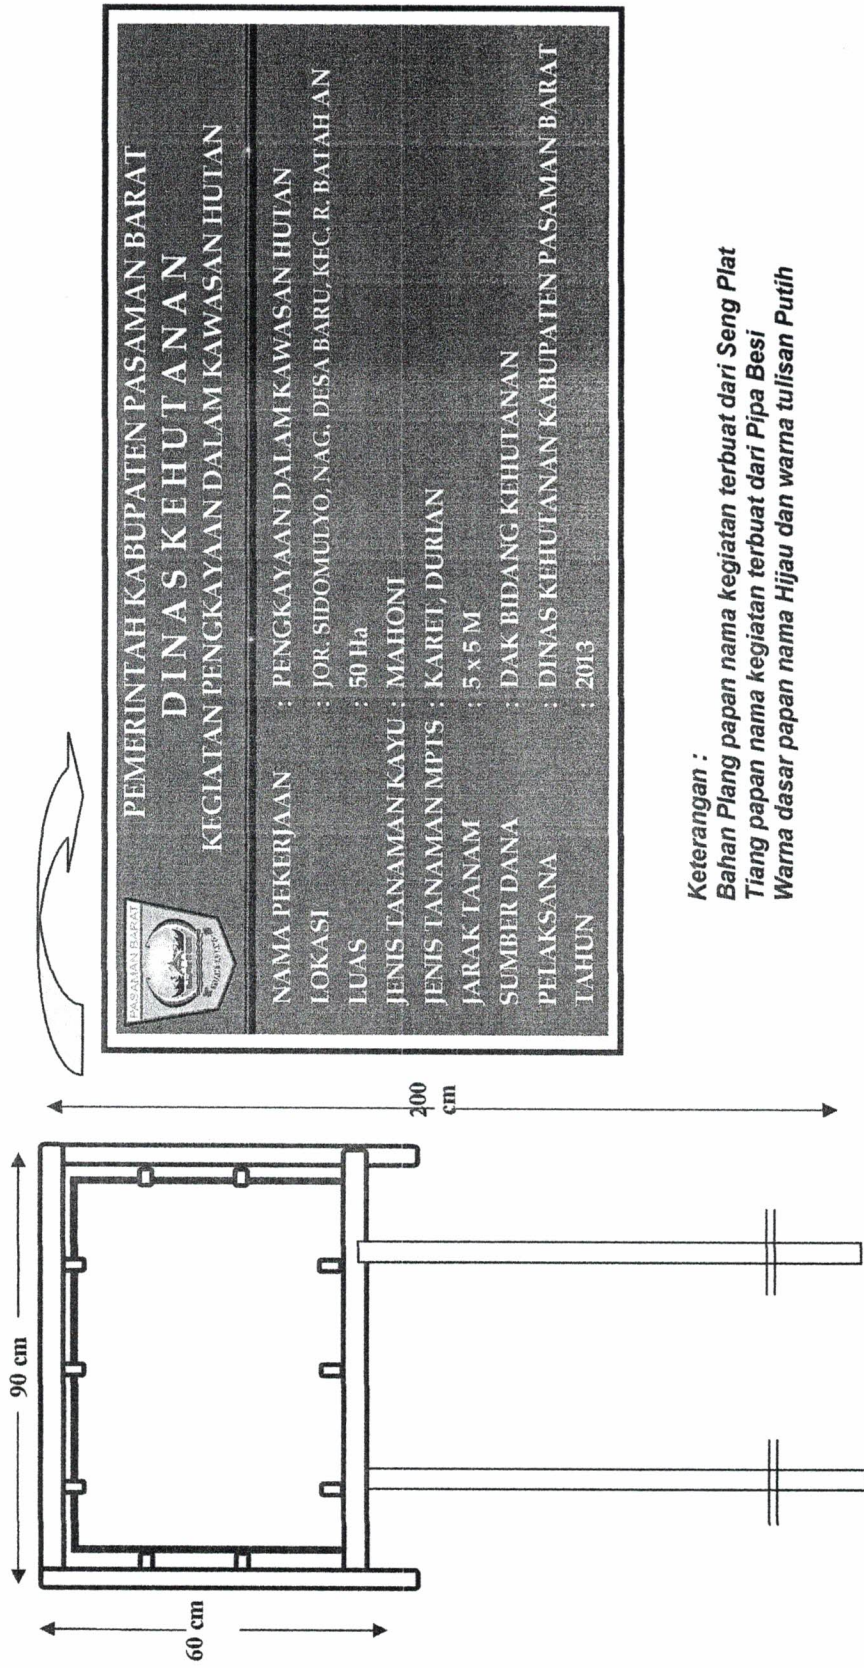 90 cm
60 cm
200
cm
PASAMAN BARAT
PEMERINTAH KABUPATEN PASAMAN BARAT
DINAS KEHUTANAN
KEGIATAN PENGKAYAAN DALAM KAWASAN HUTAN
NAMA PEKERJAAN : PENGKAYAAN DALAM KAWASAN HUTAN
LOKASI : JOR. SIDOMULYO, NAG. DESA BARU, KEC. R. BATAHAN
LUAS : 50 Ha
JENIS TANAMAN KAYU : MAHONI
JENIS TANAMAN MPTS : KARET, DURIAN
JARAK TANAM : 5 x 5 M
SUMBER DANA : DAK BIDANG KEHUTANAN
PELAKSANA : DINAS KEHUTANAN KABUPATEN PASAMAN BARAT
TAHUN : 2013
Keterangan :
Bahan Plang papan nama kegiatan terbuat dari Seng Plat
Tiang papan nama kegiatan terbuat dari Pipa Besi
Warna dasar papan nama Hijau dan warna tulisan Putih